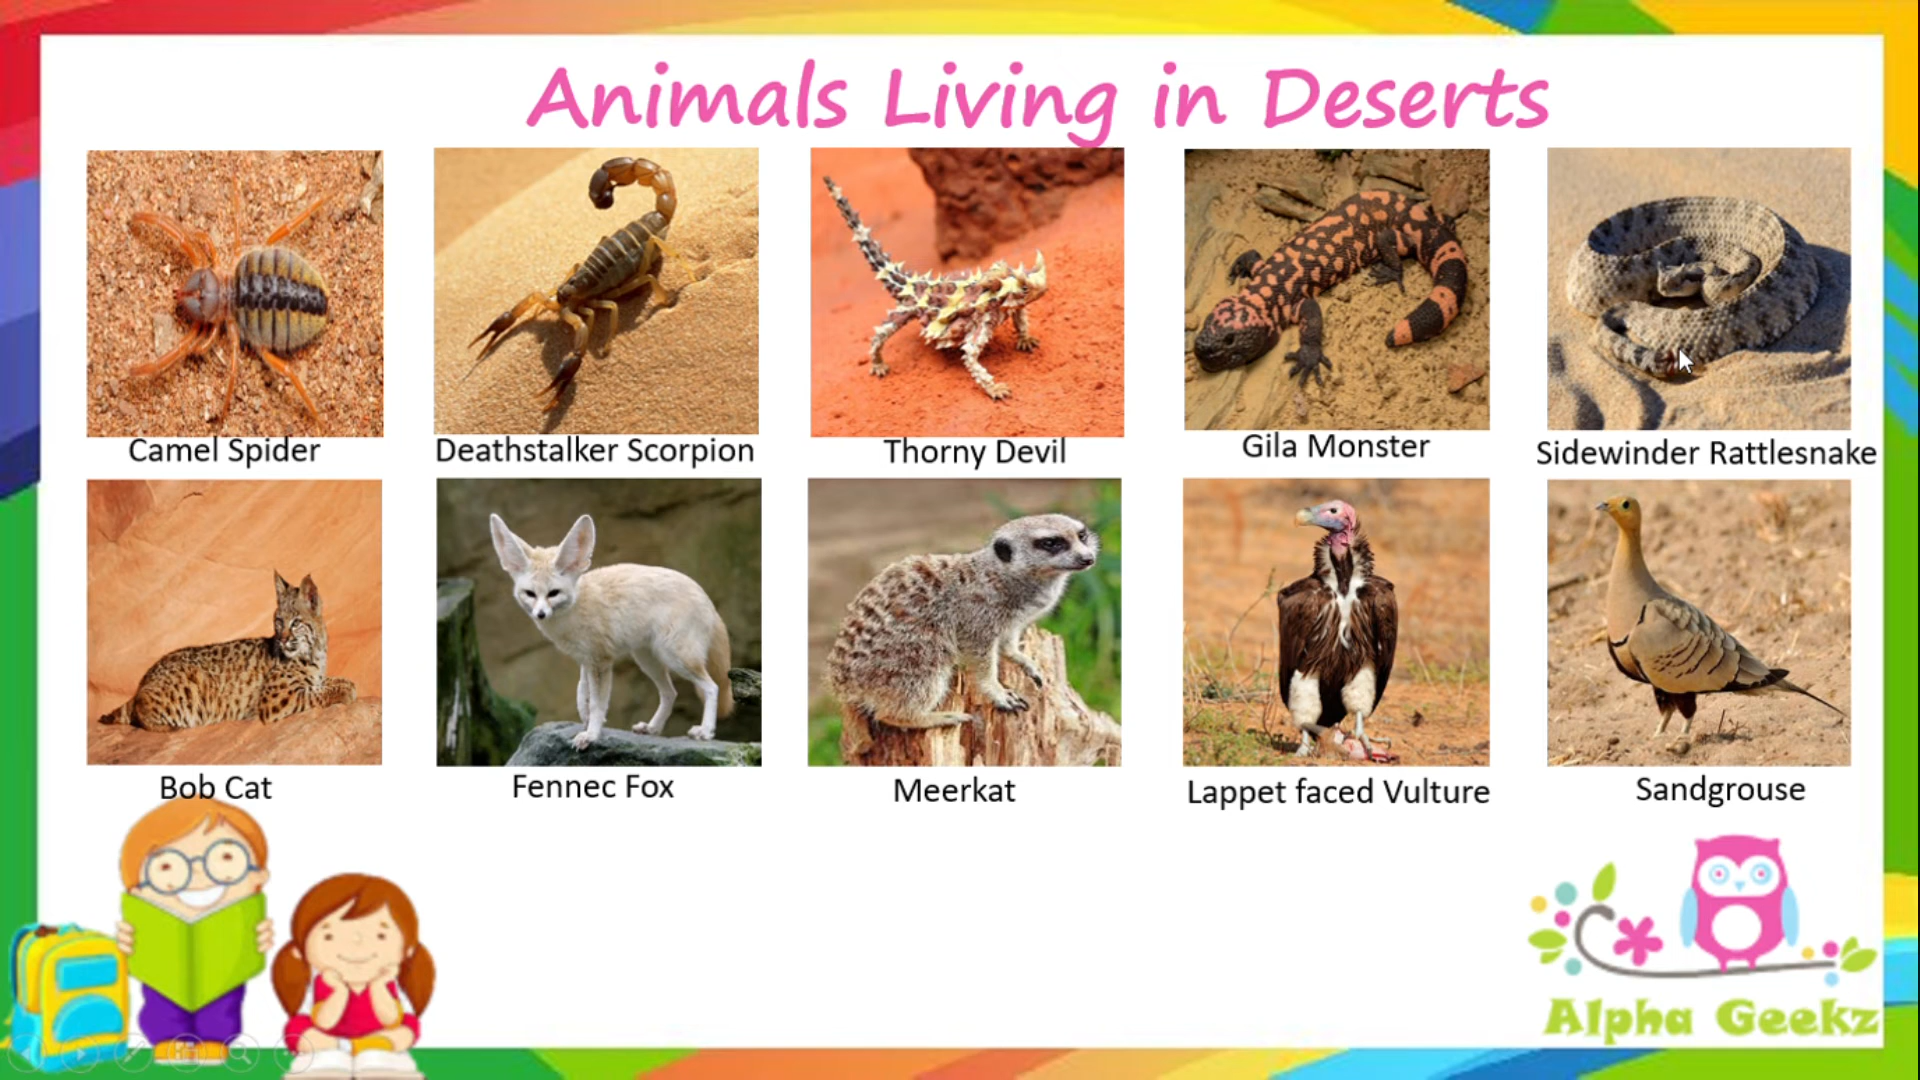 Animals Living in Deserts
Camel Spider
Deathstalker Scorpion
Thorny Devil
Gila Monster
Sidewinder Rattlesnake
Bob Cat
Fennec Fox
Meerkat
Lappet faced Vulture
Sandgrouse
Alpha Geekz